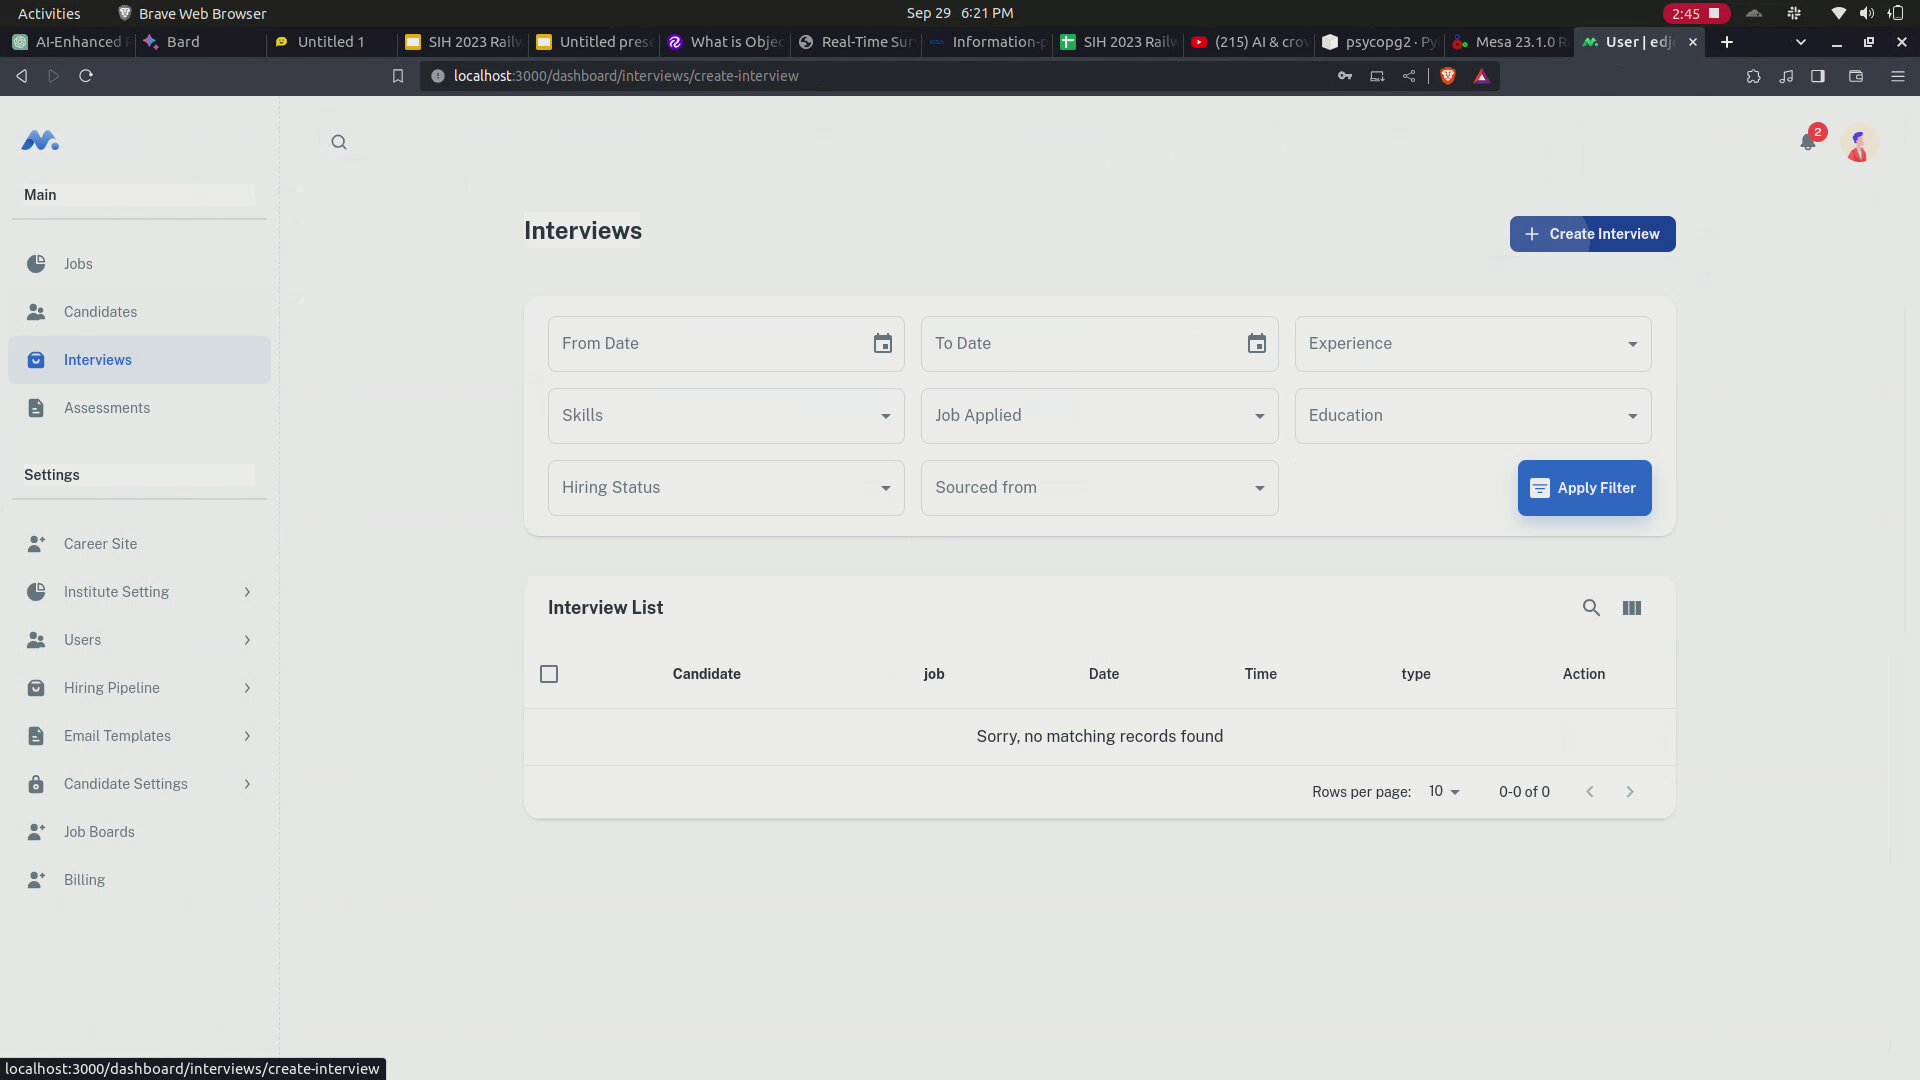 Activities
Brave Web Browser
Sep 29 6:21 PM
2:45
AI-Enhanced
Bard
Untitled 1
SIH 2023 Railw
Untitled prese
What is Objec
Real-Time Sur
Information-p
SIH 2023 Railw
(215) AI & crow
psycopg2 · Py
Mesa 23.1.0 R
User | edjo
localhost:3000/dashboard/interviews/create-interview
2
Main
Jobs
Candidates
Interviews
Assessments
Settings
Career Site
Institute Setting
Users
Hiring Pipeline
Email Templates
Candidate Settings
Job Boards
Billing
Interviews
Create Interview
From Date
To Date
Experience
Skills
Job Applied
Education
Hiring Status
Sourced from
Apply Filter
Interview List
Candidate job Date Time type Action
Sorry, no matching records found
Rows per page: 10 0-0 of 0
localhost:3000/dashboard/interviews/create-interview